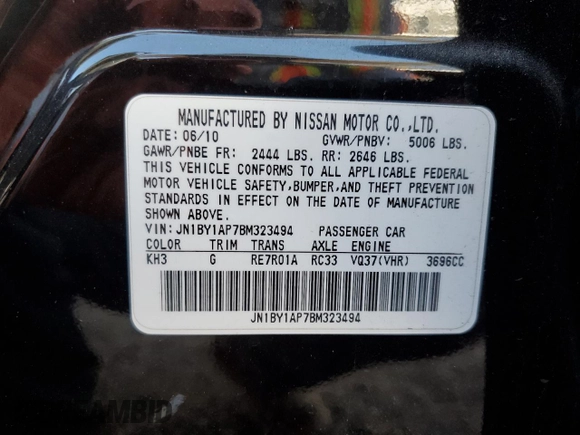 MANUFACTURED BY NISSAN MOTOR CO.,LTD.
DATE: 06/10 GVWR/PNBV: 5006 LBS.
GAWR/PNBE FR: 2444 LBS. RR: 2646 LBS.
THIS VEHICLE CONFORMS TO ALL APPLICABLE FEDERAL
MOTOR VEHICLE SAFETY,BUMPER,AND THEFT PREVENTION
STANDARDS IN EFFECT ON THE DATE OF MANUFACTURE
SHOWN ABOVE.
VIN:JN1BY1AP7BM323494 PASSENGER CAR
COLOR TRIM TRANS AXLE ENGINE
KH3 G RE7R01A RC33 VQ37(VHR) 3696CC
JN1BY1AP7BM323494